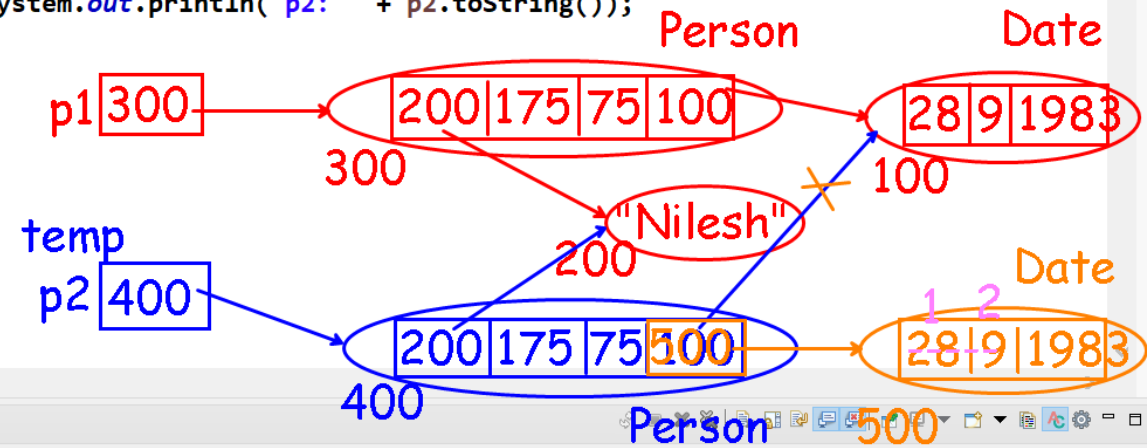 ystem.out.println( p2: " + p2.toString());
Person Date
p1 300 200 175 75 100 28 9 1983
300 100
"Nilesh"
200
temp
p2 400 Date
1 2
200 175 75 500 28 9 1983
400
Person 500